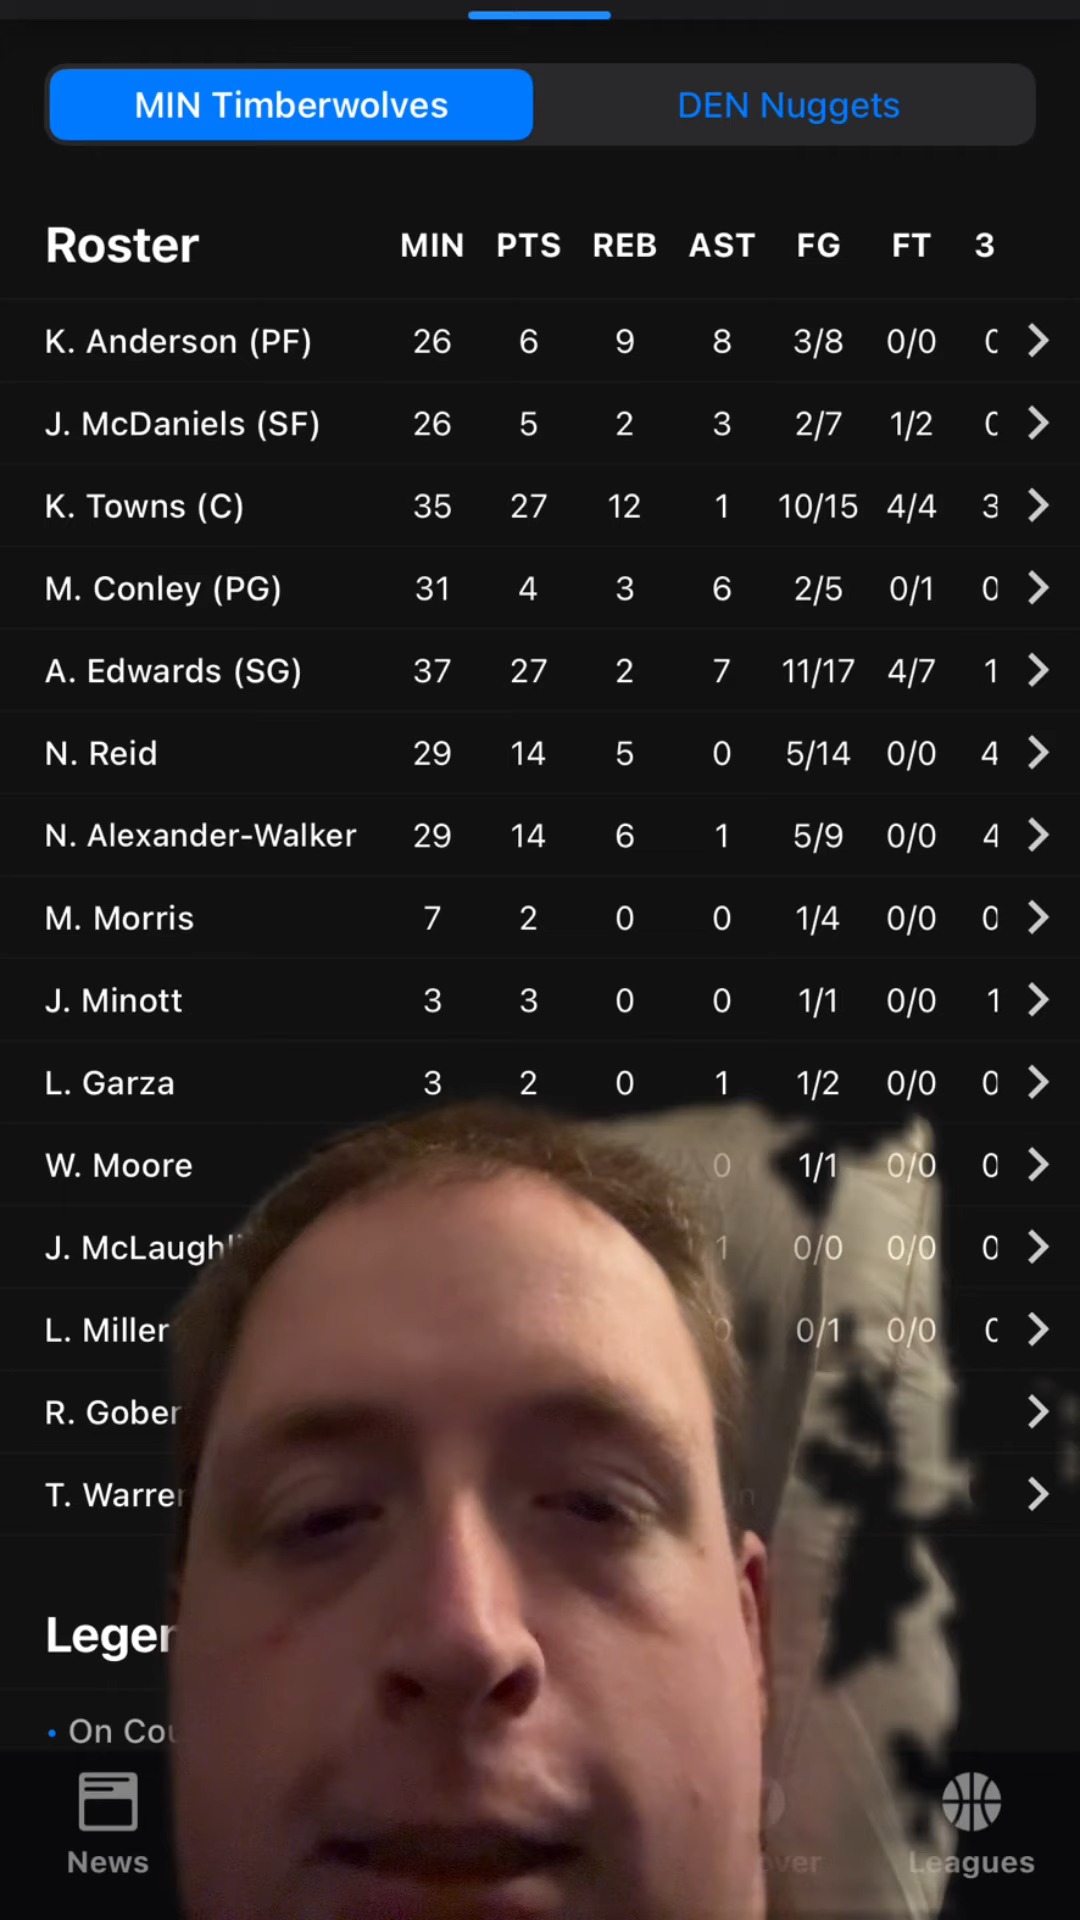 MIN Timberwolves DEN Nuggets
Roster MIN PTS REB AST FG FT 3
K. Anderson (PF) 26 6 9 8 3/8 0/0
J. McDaniels (SF) 26 5 2 3 2/7 1/2
K. Towns (C) 35 27 12 1 10/15 4/4 3
M. Conley (PG) 31 4 3 6 2/5 0/1 0
A. Edwards (SG) 37 27 2 7 11/17 4/7 1
N. Reid 29 14 5 0 5/14 0/0 4
N. Alexander-Walker 29 14 6 1 5/9 0/0 4
M. Morris 7 2 0 0 1/4 0/0 0
J. Minott 3 3 0 0 1/1 0/0 1
L. Garza 3 2 0 1 1/2 0/0 0
W. Moore 0 1/1 0/0 0
J. 1 0/0 0/0 0
L. Miller 0 0/1 0/0
R.
T.
• On
News Leagues